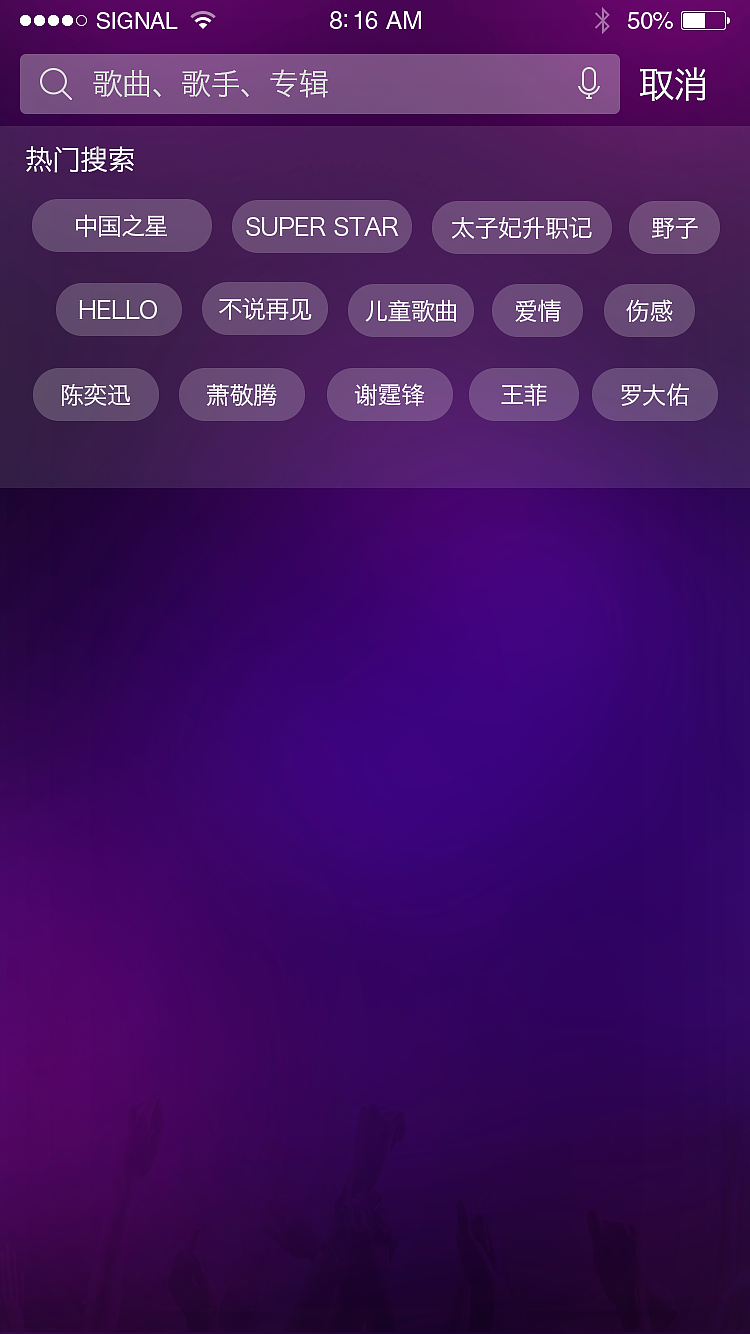 SIGNAL 8:16 AM 50%
歌曲、歌手、专辑 取消
热门搜索
中国之星 SUPER STAR 太子妃升职记 野子
HELLO 不说再见 儿童歌曲 爱情 伤感
陈奕迅 萧敬腾 谢霆锋 王菲 罗大佑